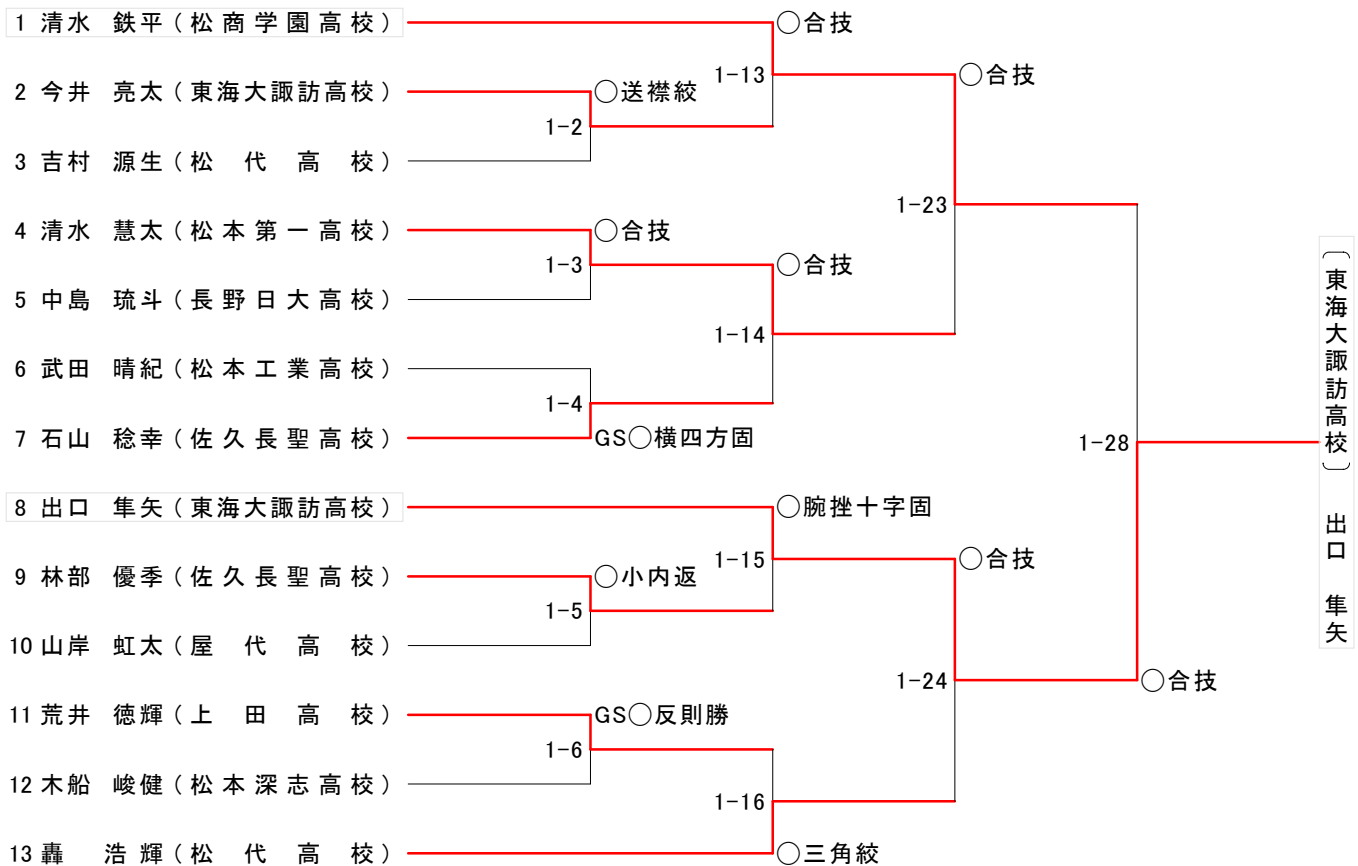 1 清水 鉄平（松商学園高校） ○合技
1-13 ○合技
2 今井 亮太（東海大諏訪高校） ○送襟絞
1-2
3 吉村 源生（松代高校）
1-23
4 清水 慧太（松本第一高校） ○合技
1-3 ○合技
5 中島 琉斗（長野日大高校）
1-14
6 武田 晴紀（松本工業高校）
1-4
7 石山 稔幸（佐久長聖高校） GS○横四方固
1-28
〔東海大諏訪高校〕 出口 隼矢
8 出口 隼矢（東海大諏訪高校） ○腕挫十字固
1-15 ○合技
9 林部 優季（佐久長聖高校） ○小内返
1-5
10 山岸 虹太（屋代高校）
1-24 ○合技
11 荒井 徳輝（上田高校） GS○反則勝
1-6
12 木船 峻健（松本深志高校）
1-16
13 轟 浩輝（松代高校） ○三角絞